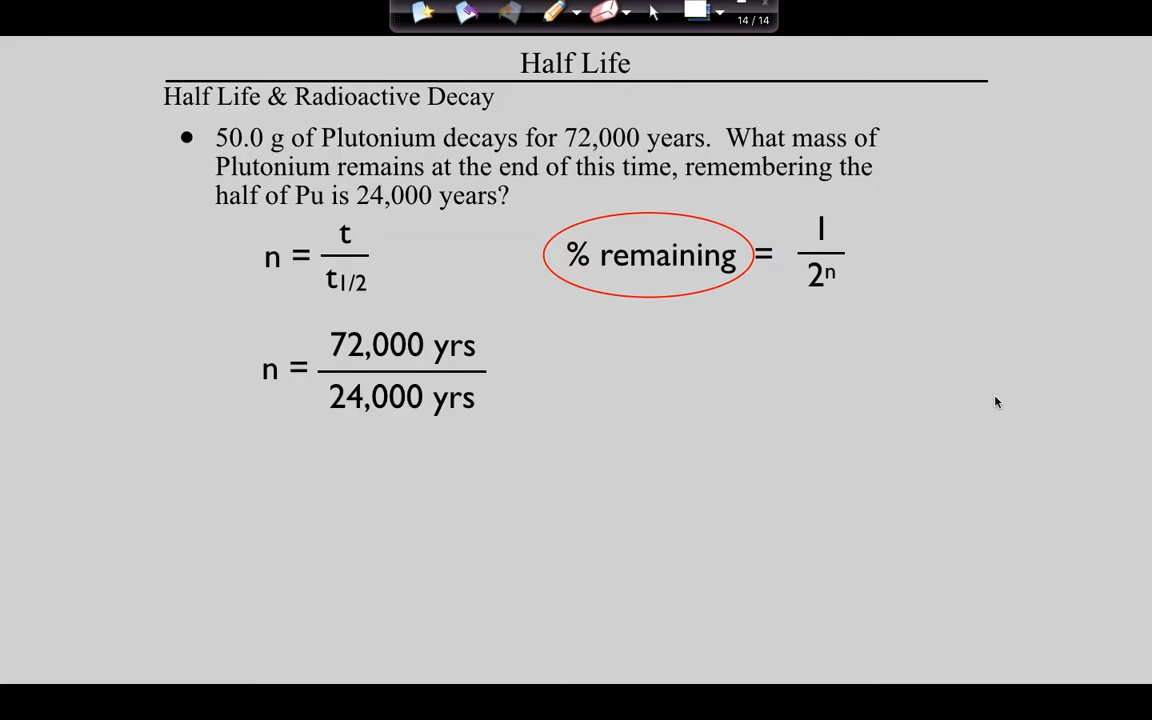 14 / 14
Half Life
Half Life & Radioactive Decay
• 50.0 g of Plutonium decays for 72,000 years. What mass of
Plutonium remains at the end of this time, remembering the
half of Pu is 24,000 years?
n = t / t1/2
% remaining = 1 / 2ⁿ
n = 72,000 yrs / 24,000 yrs